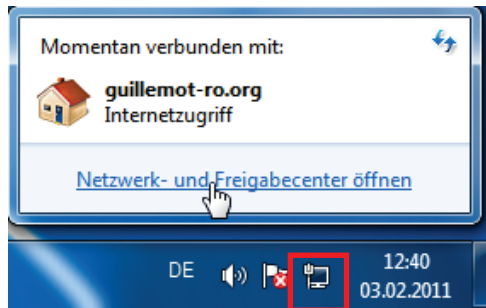 Momentan verbunden mit:
guillemot-ro.org
Internetzugriff
Netzwerk- und Freigabecenter öffnen
DE
12:40
03.02.2011